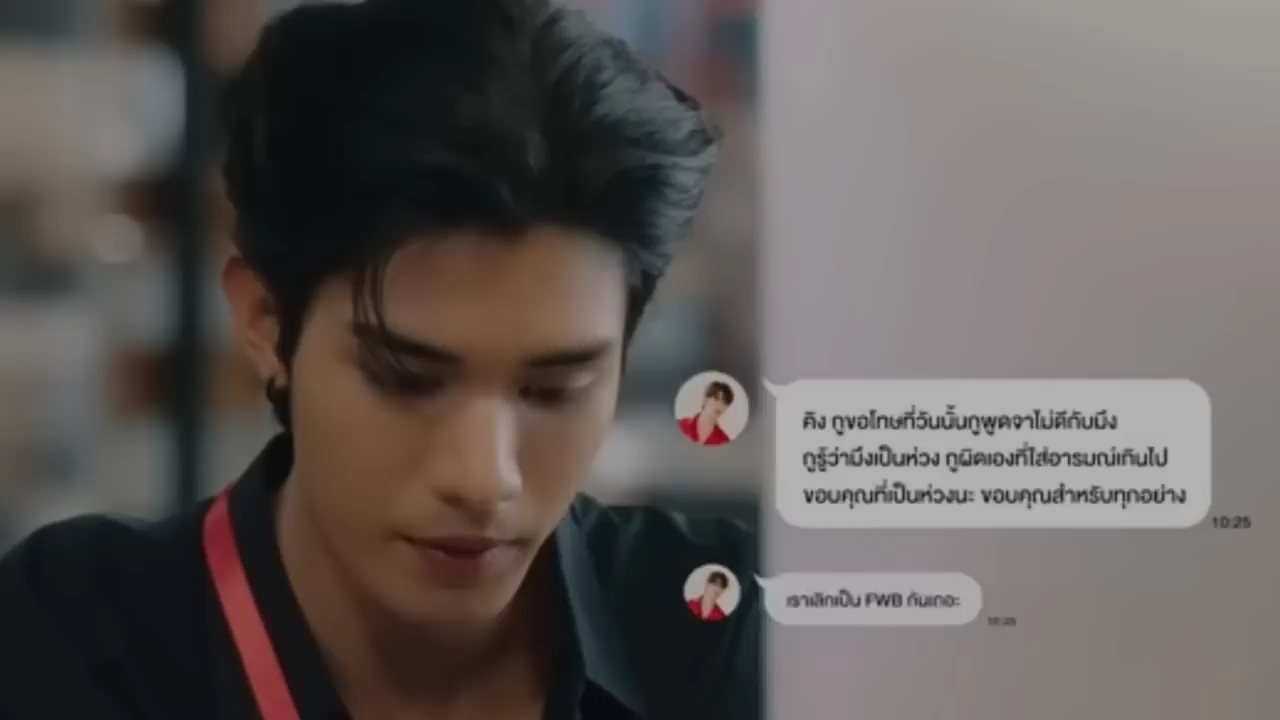 คิง กูขอโทษที่วันนั้นกูพูดจาไม่ดีกับมึง
กูรู้ว่ามึงเป็นห่วง กูผิดเองที่ใส่อารมณ์เกินไป
ขอบคุณที่เป็นห่วงนะ ขอบคุณสำหรับทุกอย่าง
10:25
เราเลิกเป็น FWB กันเถอะ
10:25